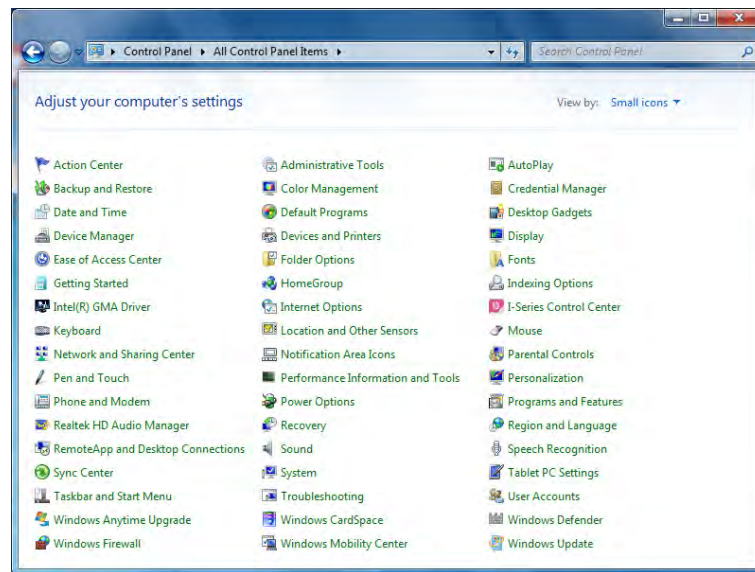 Control Panel All Control Panel Items Search Control Panel
Adjust your computer's settings View by: Small icons
Action Center Administrative Tools AutoPlay
Backup and Restore Color Management Credential Manager
Date and Time Default Programs Desktop Gadgets
Device Manager Devices and Printers Display
Ease of Access Center Folder Options Fonts
Getting Started HomeGroup Indexing Options
Intel(R) GMA Driver Internet Options I-Series Control Center
Keyboard Location and Other Sensors Mouse
Network and Sharing Center Notification Area Icons Parental Controls
Pen and Touch Performance Information and Tools Personalization
Phone and Modem Power Options Programs and Features
Realtek HD Audio Manager Recovery Region and Language
RemoteApp and Desktop Connections Sound Speech Recognition
Sync Center System Tablet PC Settings
Taskbar and Start Menu Troubleshooting User Accounts
Windows Anytime Upgrade Windows CardSpace Windows Defender
Windows Firewall Windows Mobility Center Windows Update